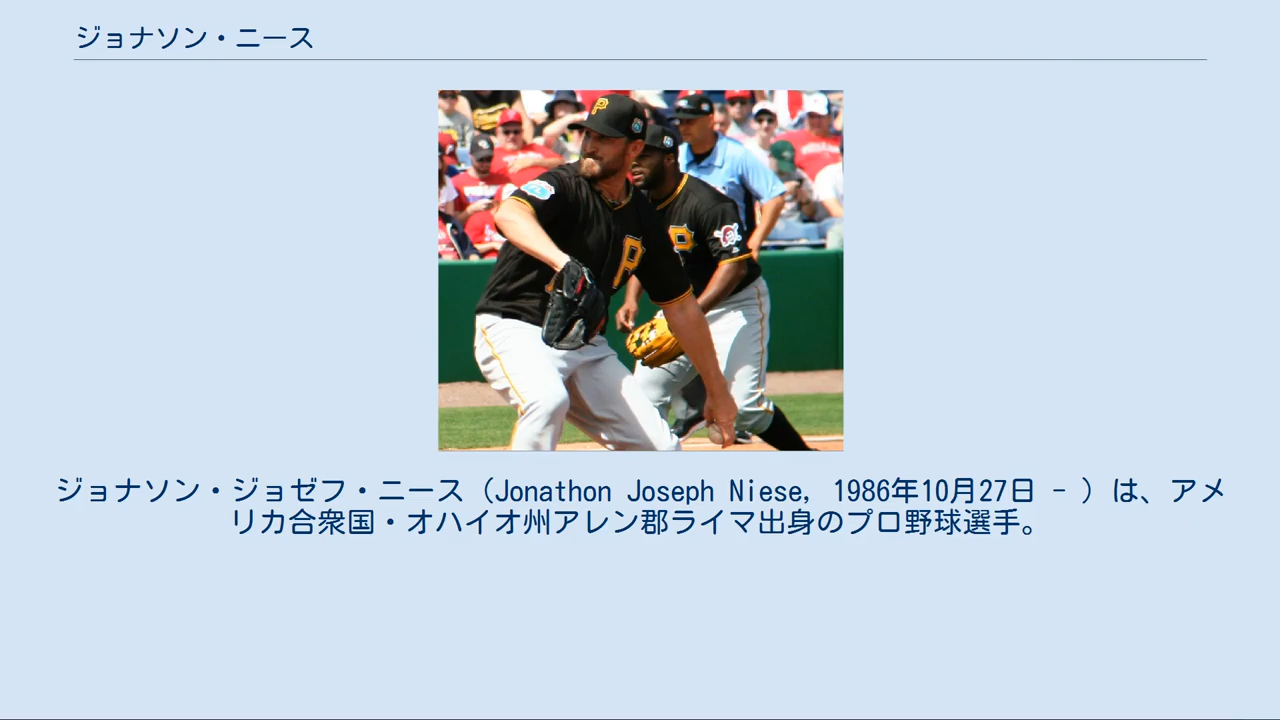 ジョナソン・ニース
ジョナソン・ジョゼフ・ニース（Jonathon Joseph Niese, 1986年10月27日 - ）は、アメ
リカ合衆国・オハイオ州アレン郡ライマ出身のプロ野球選手。